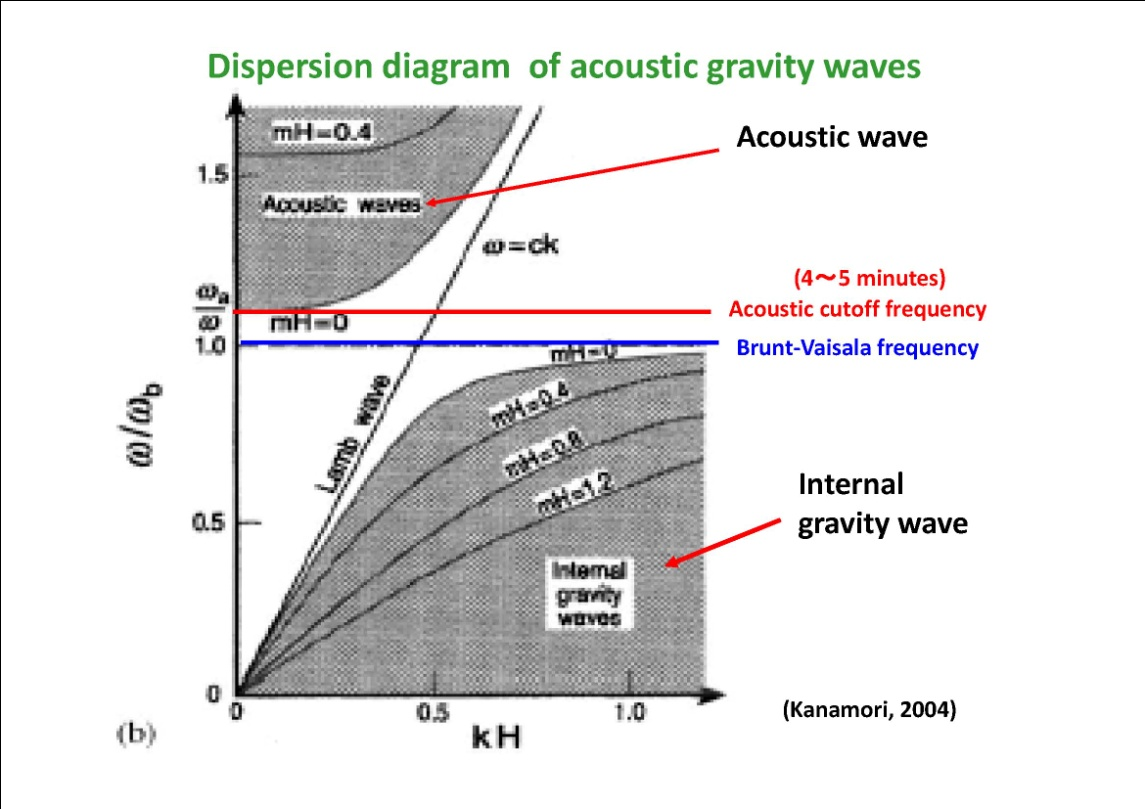 Dispersion diagram of acoustic gravity waves
mH=0.4
Acoustic wave
1.5
Acoustic waves
ω=ck
(4～5 minutes)
ωa
ω
Acoustic cutoff frequency
mH=0
1.0
Brunt-Vaisala frequency
mH=0
Lamb wave
mH=0.4
ω/ωb
mH=0.8
mH=1.2
Internal
gravity wave
0.5
Internal
gravity
waves
0
0
0.5
1.0
(Kanamori, 2004)
(b)
kH